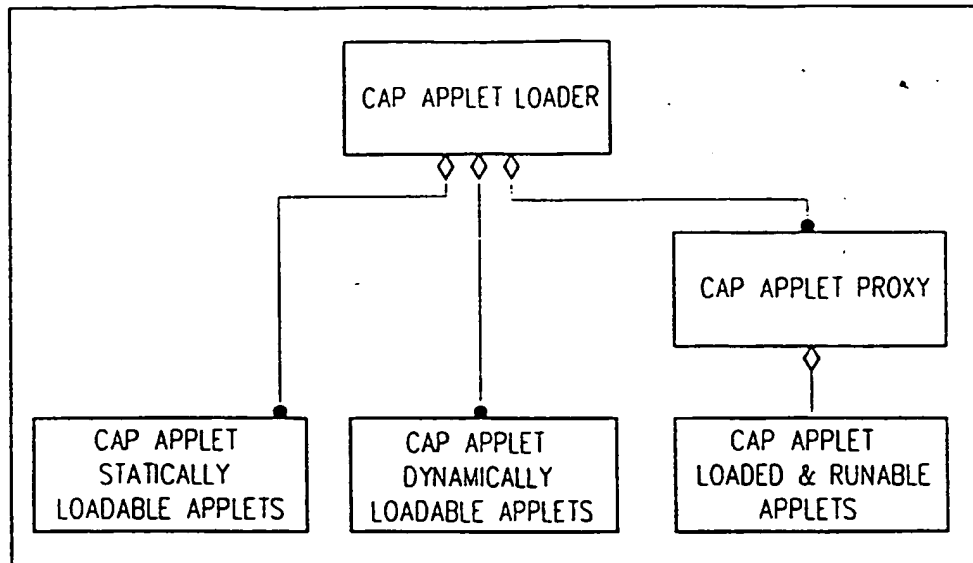 CAP APPLET LOADER
CAP APPLET PROXY
CAP APPLET
STATICALLY
LOADABLE APPLETS
CAP APPLET
DYNAMICALLY
LOADABLE APPLETS
CAP APPLET
LOADED & RUNABLE
APPLETS